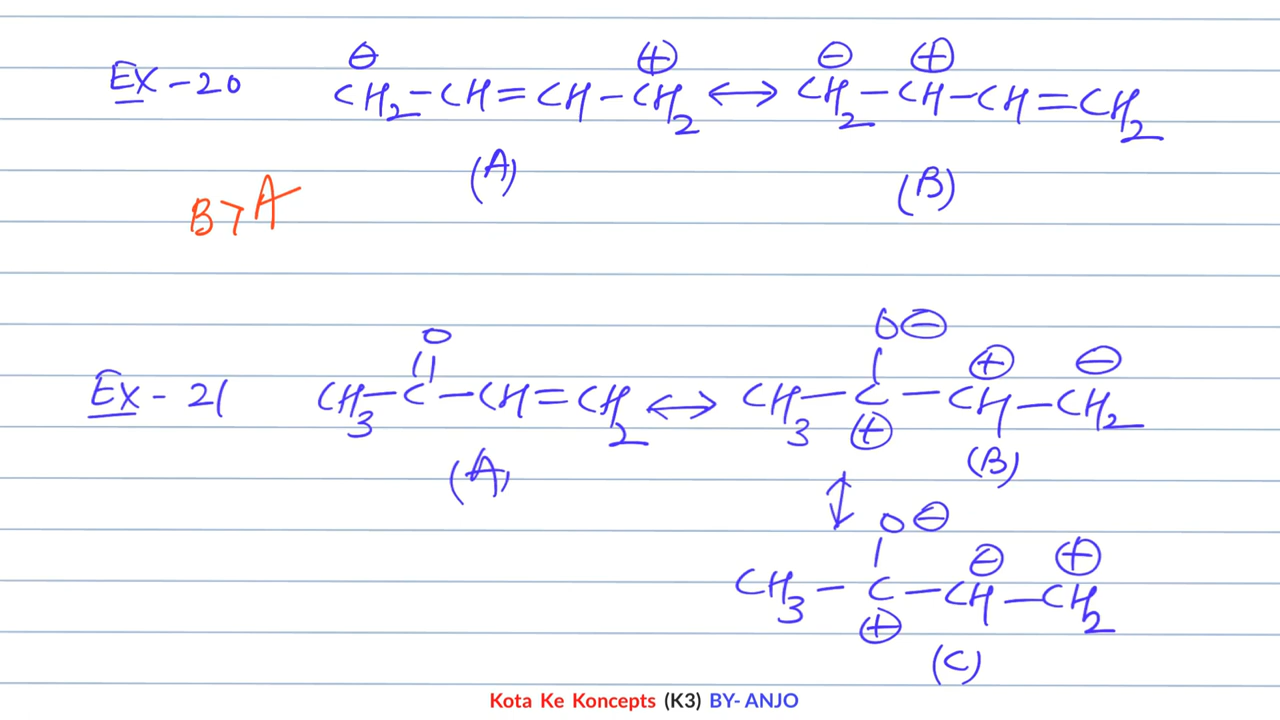 Ex - 20 ⊖CH₂-CH=CH-CH₂⊕ ↔ ⊖CH₂-CH⊕-CH=CH₂
(A) (B)
B > A
O O⊖
Ex - 21 CH₃-C-CH=CH₂ ↔ CH₃-C⊕-CH⊕-CH₂⊖
(A) (B)
↕
O⊖
CH₃-C⊕-CH⊖-CH₂⊕
(C)
Kota Ke Koncepts (K3) BY- ANJO